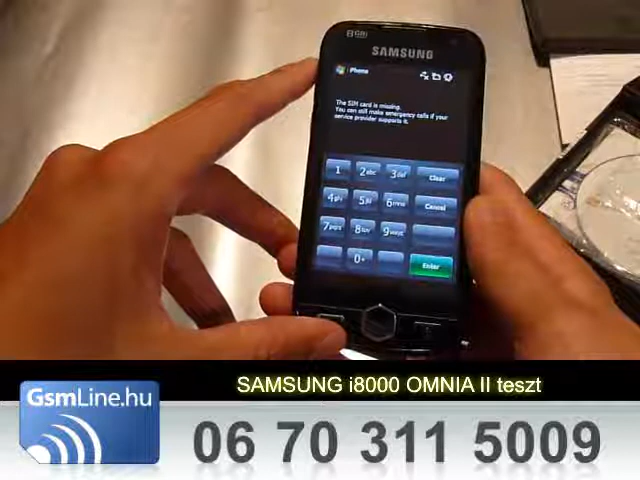 8GB
SAMSUNG
Phone
The SIM card is missing.
You can still make emergency calls if your
service provider supports it.
1 2abc 3def Clear
4ghi 5jkl 6mno Cancel
7pqrs 8tuv 9wxyz
0+ Enter
GsmLine.hu
SAMSUNG i8000 OMNIA II teszt
06 70 311 5009